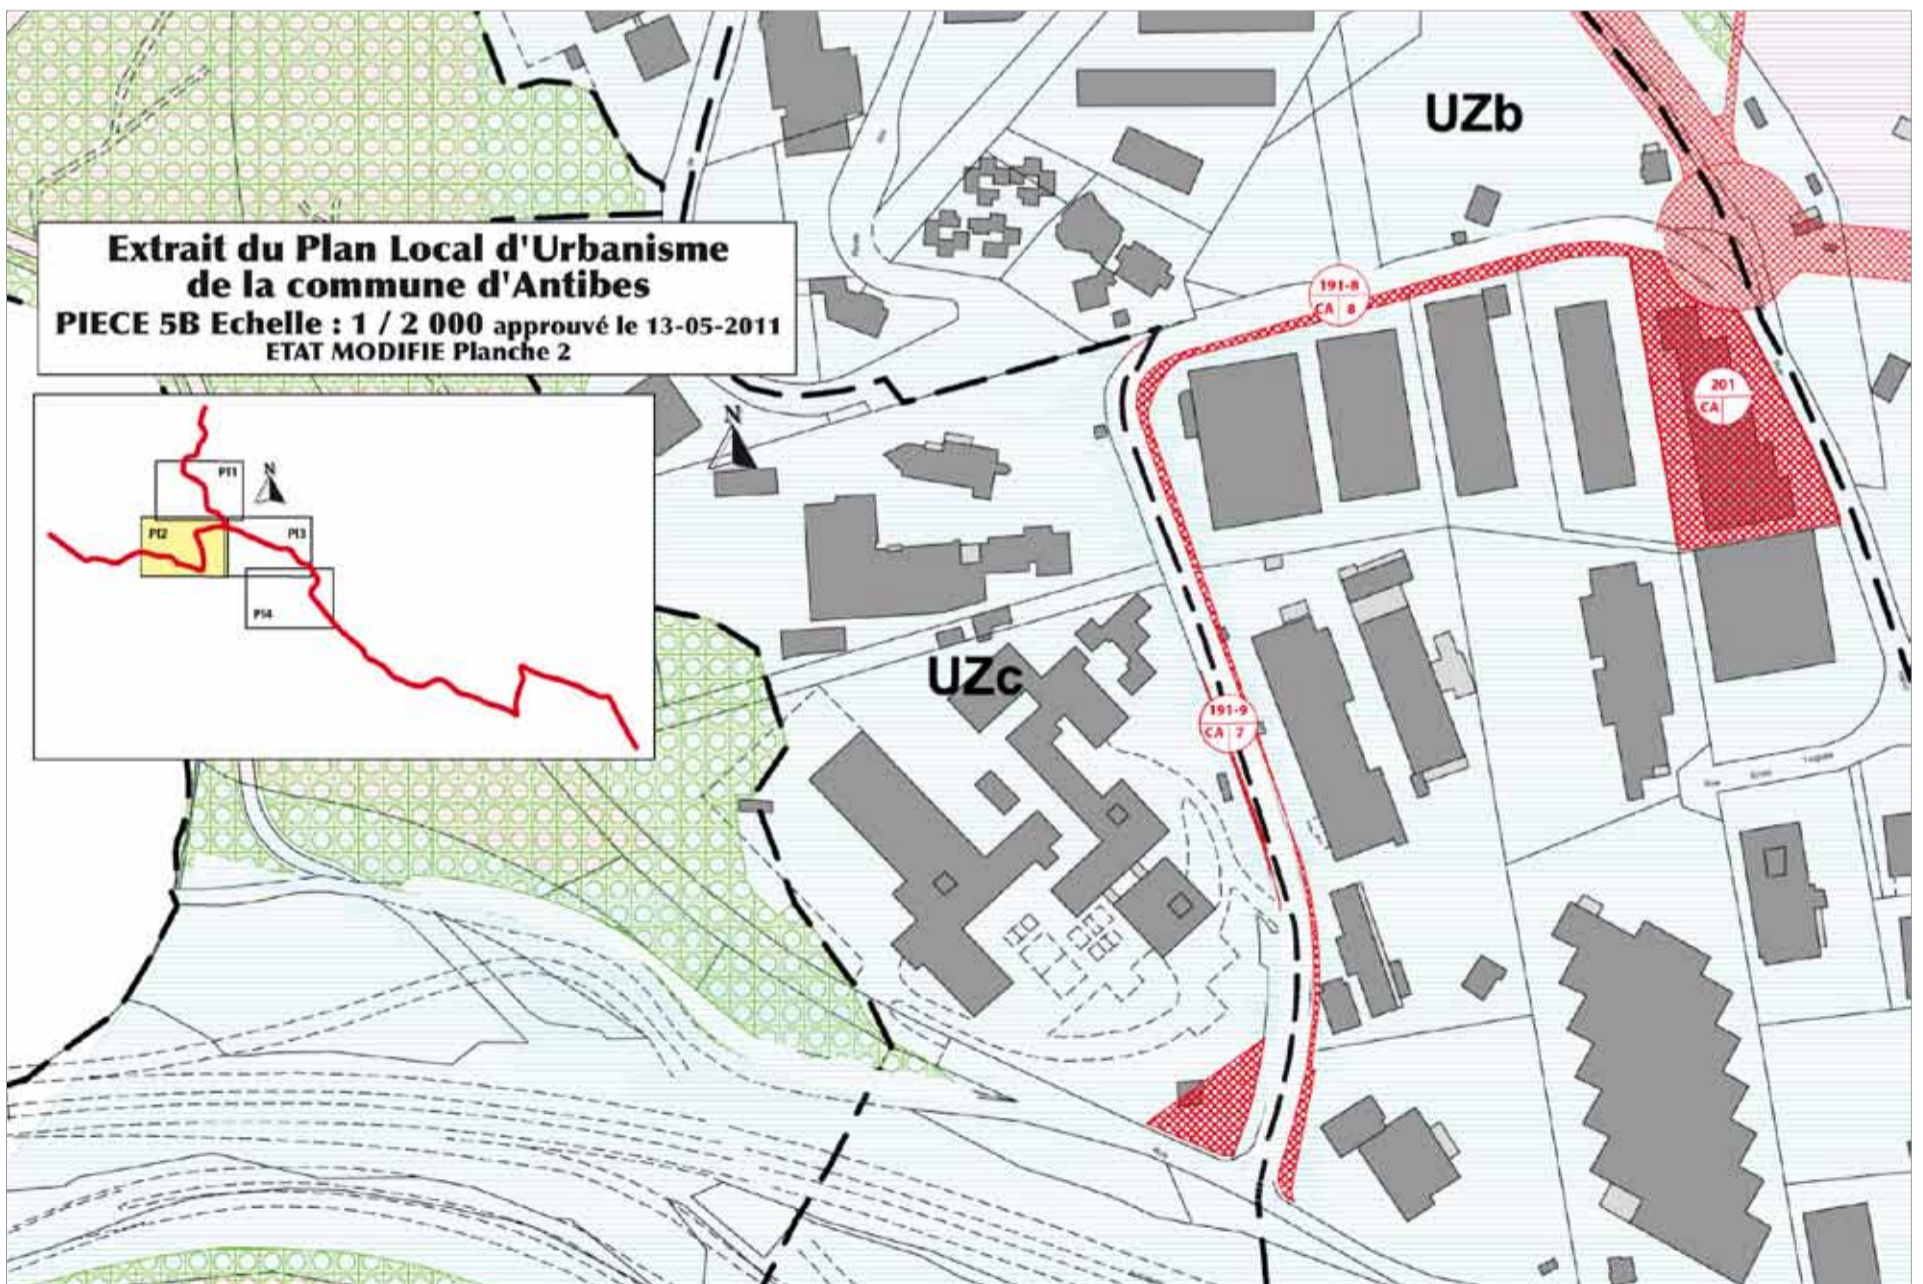 Extrait du Plan Local d'Urbanisme
de la commune d'Antibes
PIECE 5B Echelle : 1 / 2 000 approuvé le 13-05-2011
ETAT MODIFIE Planche 2
N
Pl1
N
Pl2
Pl3
Pl4
UZb
191-8
CA 8
201
CA
UZc
191-9
CA 7
Rue